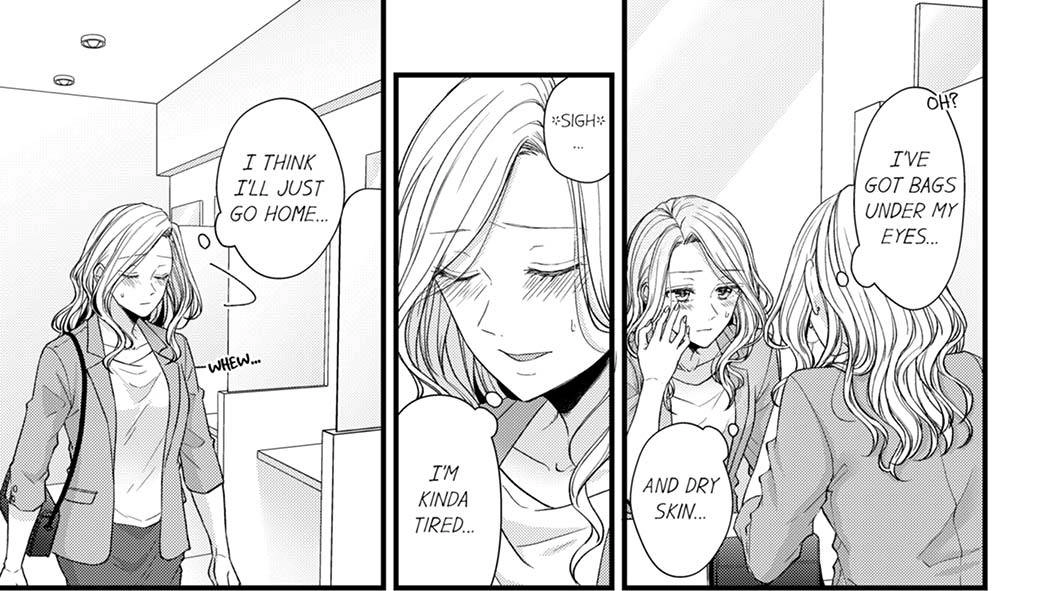 OH?
I'VE
GOT BAGS
UNDER MY
EYES...
AND DRY
SKIN...
*SIGH*
...
I'M
KINDA
TIRED...
I THINK
I'LL JUST
GO HOME...
WHEW...